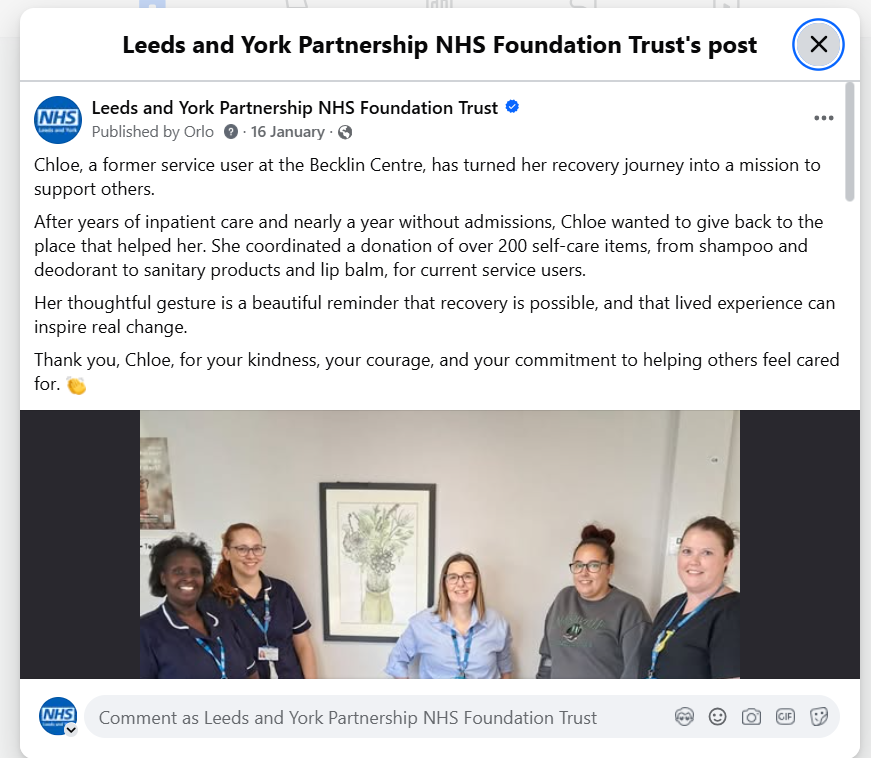 Leeds and York Partnership NHS Foundation Trust's post
NHS
Leeds and York
Leeds and York Partnership NHS Foundation Trust
Published by Orlo · 16 January ·
Chloe, a former service user at the Becklin Centre, has turned her recovery journey into a mission to
support others.
After years of inpatient care and nearly a year without admissions, Chloe wanted to give back to the
place that helped her. She coordinated a donation of over 200 self-care items, from shampoo and
deodorant to sanitary products and lip balm, for current service users.
Her thoughtful gesture is a beautiful reminder that recovery is possible, and that lived experience can
inspire real change.
Thank you, Chloe, for your kindness, your courage, and your commitment to helping others feel cared
for. 👏
NHS
Comment as Leeds and York Partnership NHS Foundation Trust
GIF